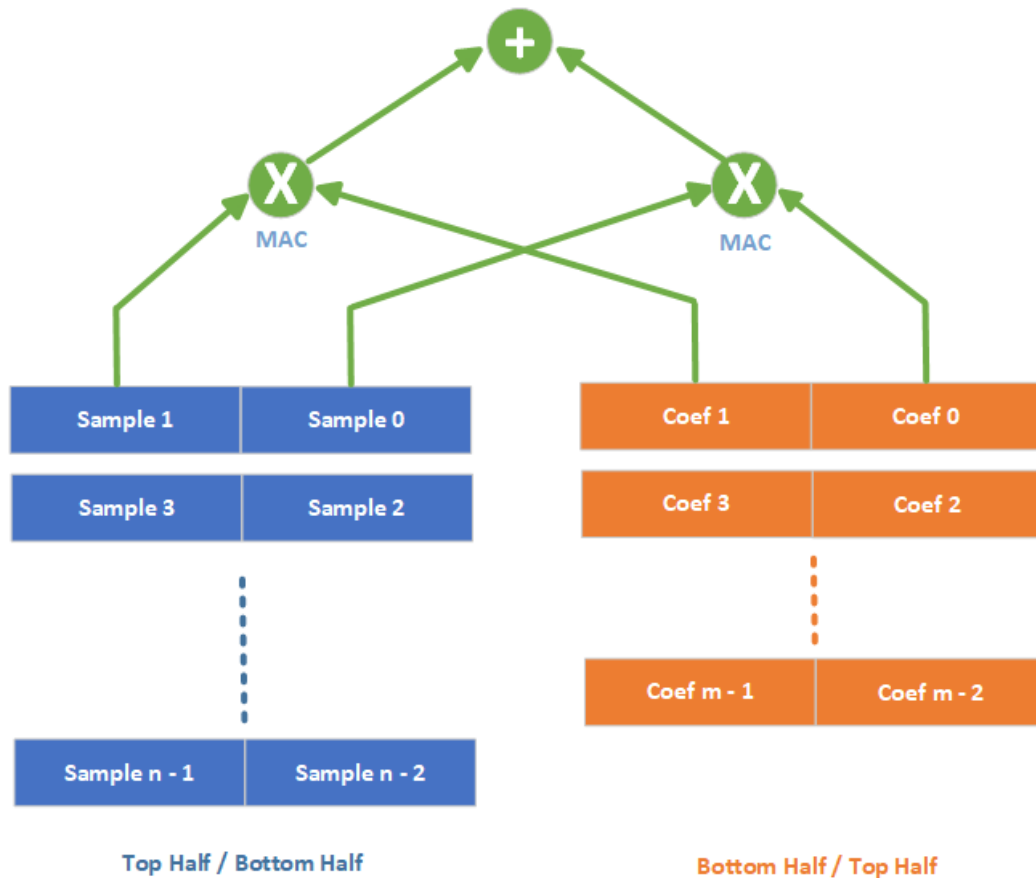 +
X
X
MAC
MAC
Sample 1
Sample 0
Coef 1
Coef 0
Sample 3
Sample 2
Coef 3
Coef 2
Coef m - 1
Coef m - 2
Sample n - 1
Sample n - 2
Top Half / Bottom Half
Bottom Half / Top Half